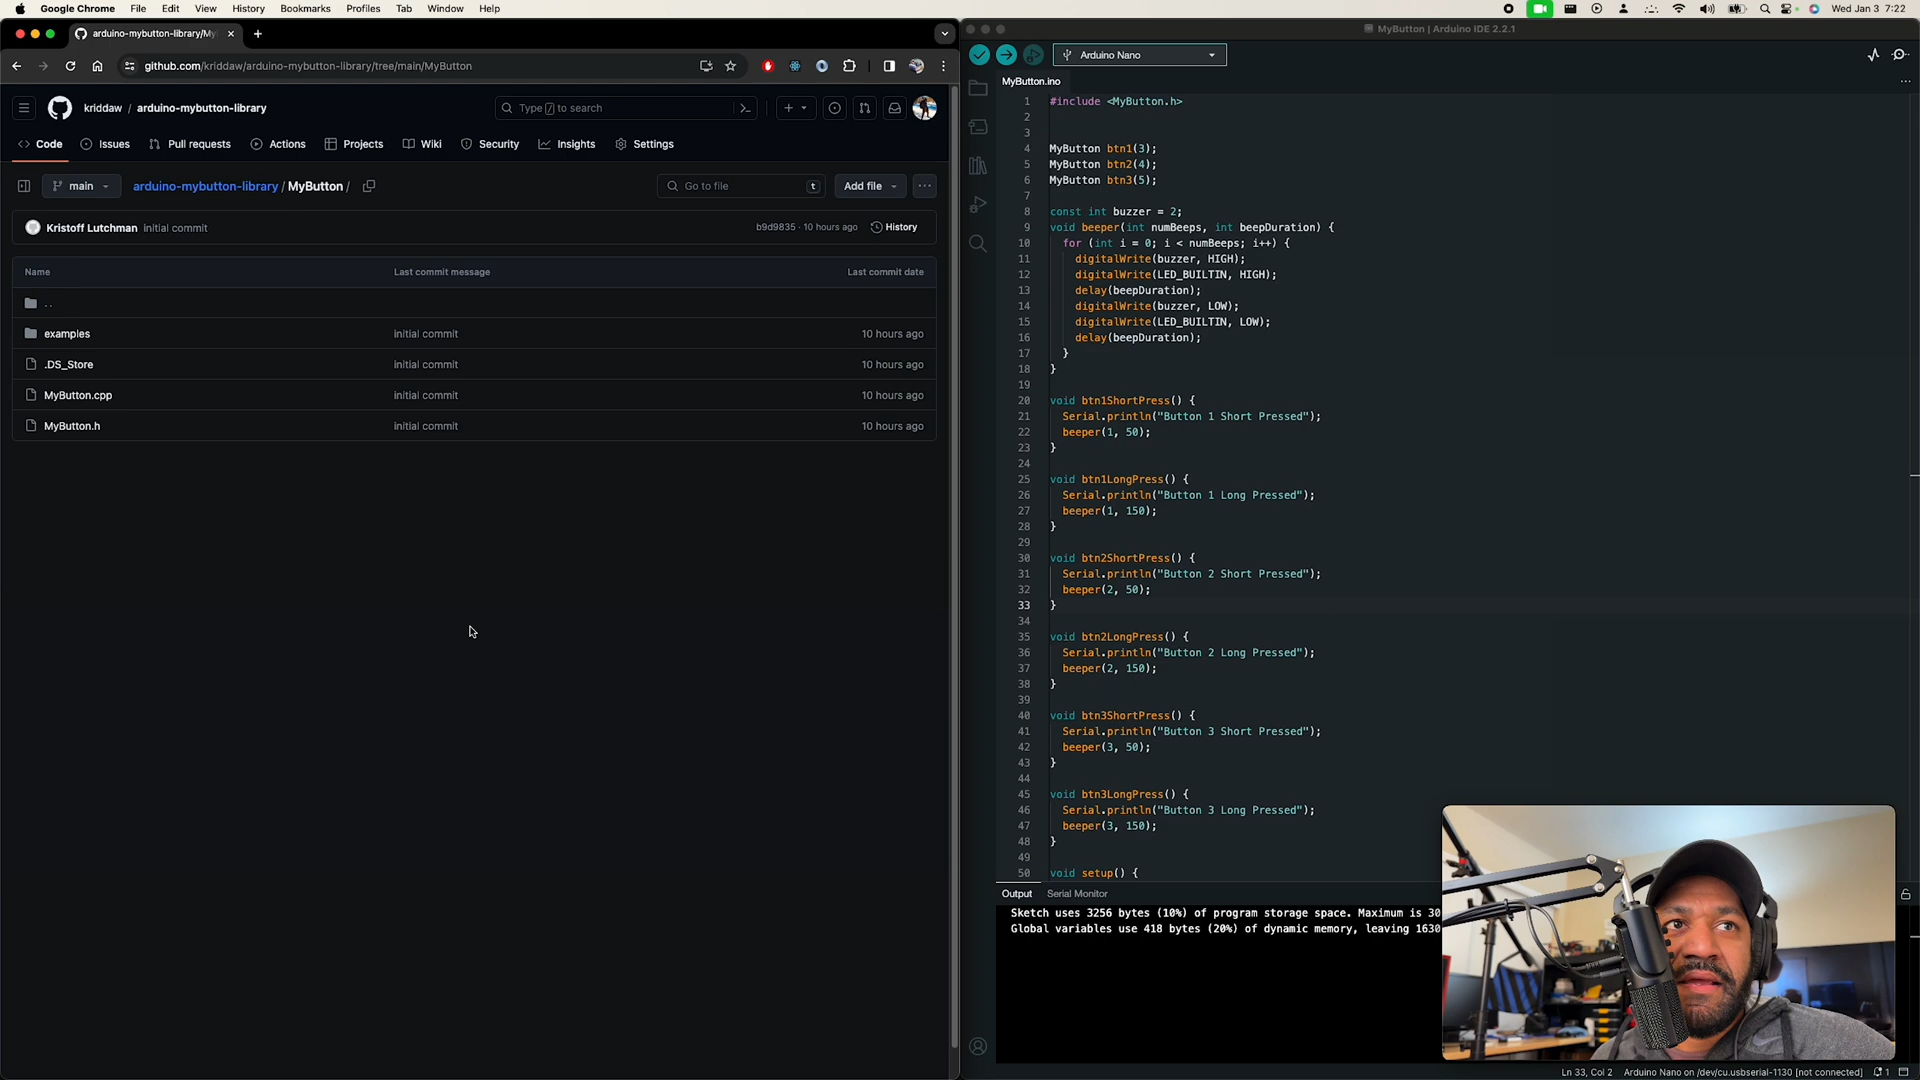 Google Chrome File Edit View History Bookmarks Profiles Tab Window Help
Wed Jan 3 7:22
arduino-mybutton-library/My
github.com/kriddaw/arduino-mybutton-library/tree/main/MyButton
kriddaw / arduino-mybutton-library
Type / to search
Code Issues Pull requests Actions Projects Wiki Security Insights Settings
main
arduino-mybutton-library / MyButton /
Go to file t
Add file
Kristoff Lutchman initial commit
b9d9835 · 10 hours ago History
Name Last commit message Last commit date
..
examples initial commit 10 hours ago
.DS_Store initial commit 10 hours ago
MyButton.cpp initial commit 10 hours ago
MyButton.h initial commit 10 hours ago
MyButton | Arduino IDE 2.2.1
Arduino Nano
MyButton.ino
1 #include <MyButton.h>
2
3
4 MyButton btn1(3);
5 MyButton btn2(4);
6 MyButton btn3(5);
7
8 const int buzzer = 2;
9 void beeper(int numBeeps, int beepDuration) {
10 for (int i = 0; i < numBeeps; i++) {
11 digitalWrite(buzzer, HIGH);
12 digitalWrite(LED_BUILTIN, HIGH);
13 delay(beepDuration);
14 digitalWrite(buzzer, LOW);
15 digitalWrite(LED_BUILTIN, LOW);
16 delay(beepDuration);
17 }
18 }
19
20 void btn1ShortPress() {
21 Serial.println("Button 1 Short Pressed");
22 beeper(1, 50);
23 }
24
25 void btn1LongPress() {
26 Serial.println("Button 1 Long Pressed");
27 beeper(1, 150);
28 }
29
30 void btn2ShortPress() {
31 Serial.println("Button 2 Short Pressed");
32 beeper(2, 50);
33 }
34
35 void btn2LongPress() {
36 Serial.println("Button 2 Long Pressed");
37 beeper(2, 150);
38 }
39
40 void btn3ShortPress() {
41 Serial.println("Button 3 Short Pressed");
42 beeper(3, 50);
43 }
44
45 void btn3LongPress() {
46 Serial.println("Button 3 Long Pressed");
47 beeper(3, 150);
48 }
49
50 void setup() {
Output Serial Monitor
Sketch uses 3256 bytes (10%) of program storage space. Maximum is 30
Global variables use 418 bytes (20%) of dynamic memory, leaving 1630
Ln 33, Col 2 Arduino Nano on /dev/cu.usbserial-1130 [not connected] 1